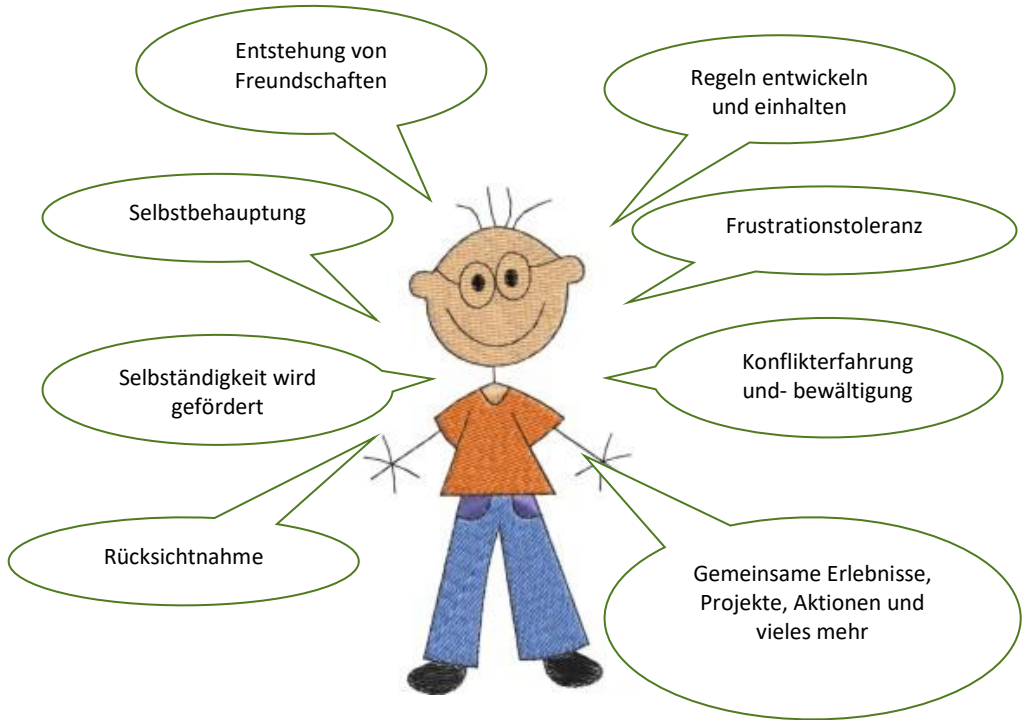 Entstehung von
Freundschaften
Regeln entwickeln
und einhalten
Selbstbehauptung
Frustrationstoleranz
Selbständigkeit wird
gefördert
Konflikterfahrung
und- bewältigung
Rücksichtnahme
Gemeinsame Erlebnisse,
Projekte, Aktionen und
vieles mehr